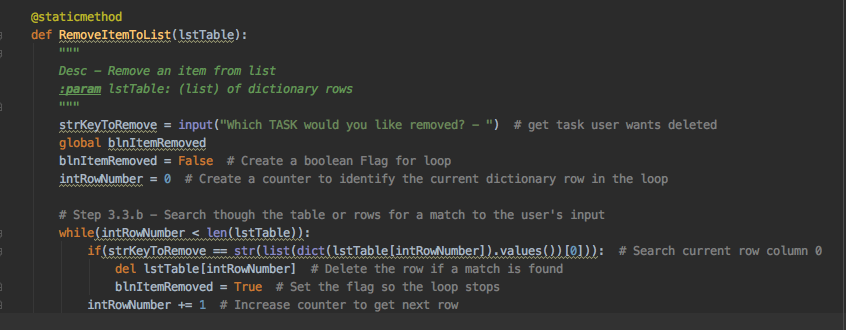 @staticmethod
def RemoveItemToList(lstTable):
"""
Desc – Remove an item from list
:param lstTable: (list) of dictionary rows
"""
strKeyToRemove = input("Which TASK would you like removed? – ")  # get task user wants deleted
global blnItemRemoved
blnItemRemoved = False  # Create a boolean Flag for loop
intRowNumber = 0  # Create a counter to identify the current dictionary row in the loop
# Step 3.3.b – Search though the table or rows for a match to the user's input
while(intRowNumber < len(lstTable)):
if(strKeyToRemove == str(list(dict(lstTable[intRowNumber]).values())[0])):  # Search current row column 0
del lstTable[intRowNumber]  # Delete the row if a match is found
blnItemRemoved = True  # Set the flag so the loop stops
intRowNumber += 1  # Increase counter to get next row